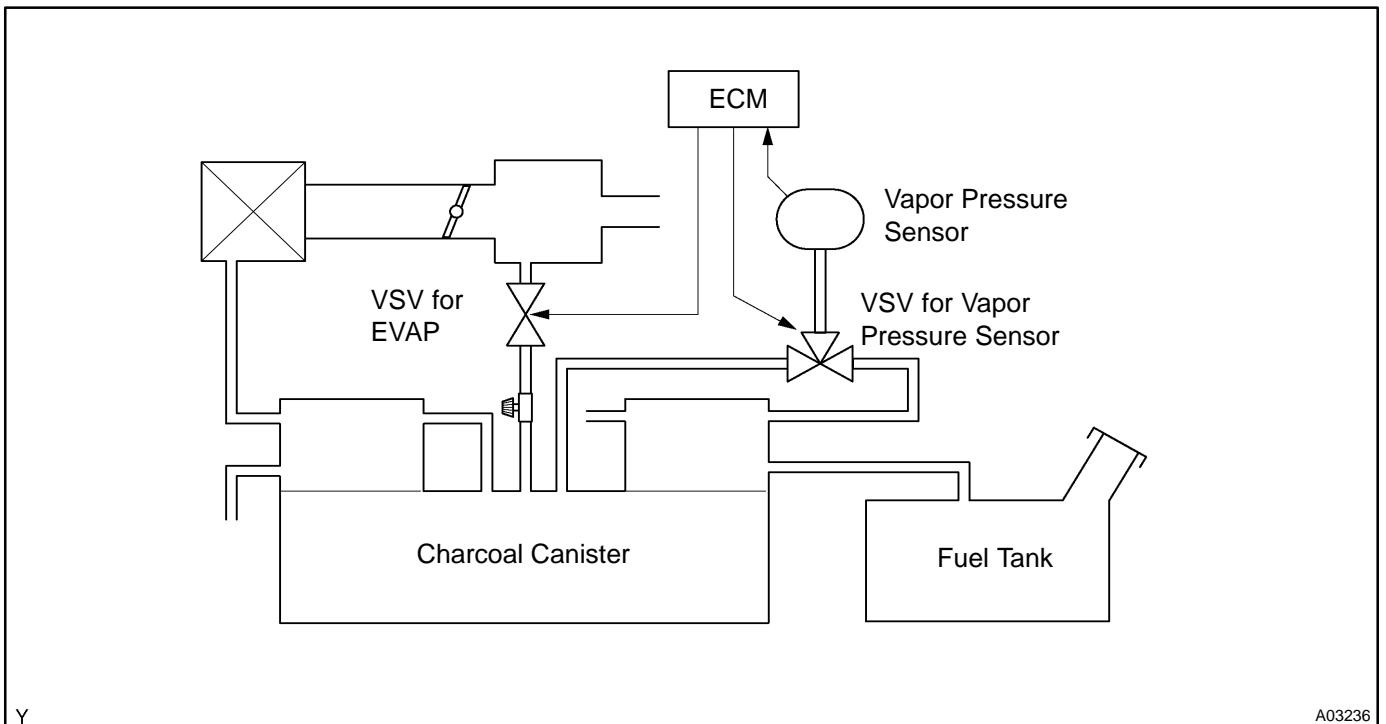 ECM
Vapor Pressure
Sensor
VSV for
EVAP
VSV for Vapor
Pressure Sensor
Charcoal Canister
Fuel Tank
Y
A03236